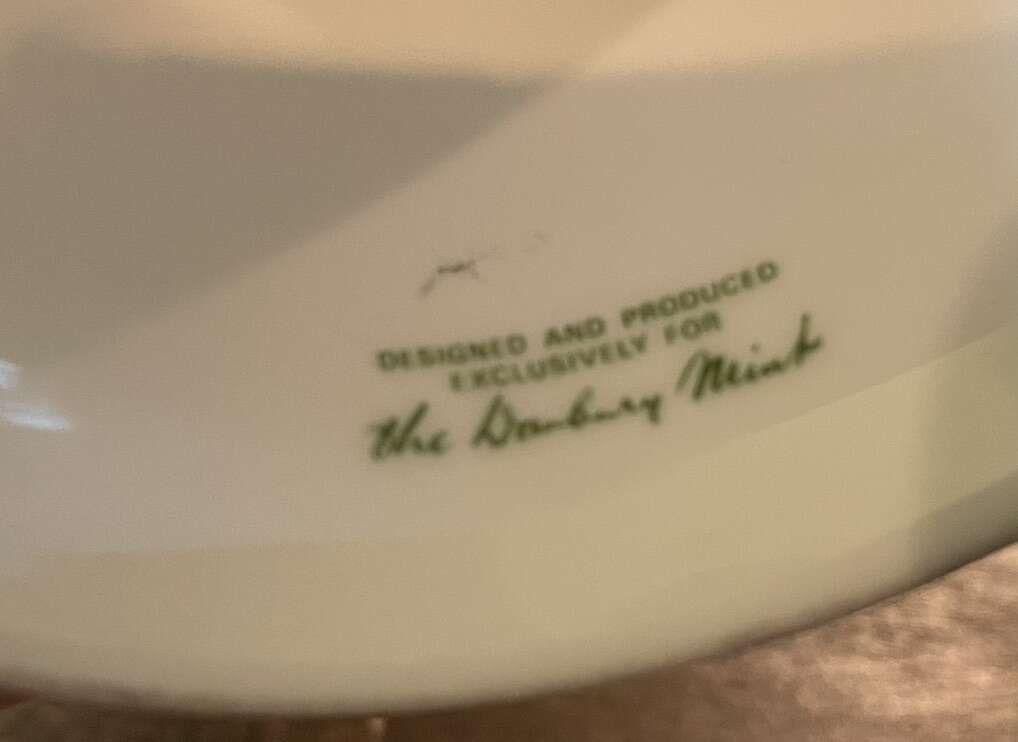 DESIGNED AND PRODUCED
EXCLUSIVELY FOR
the Danbury Mint